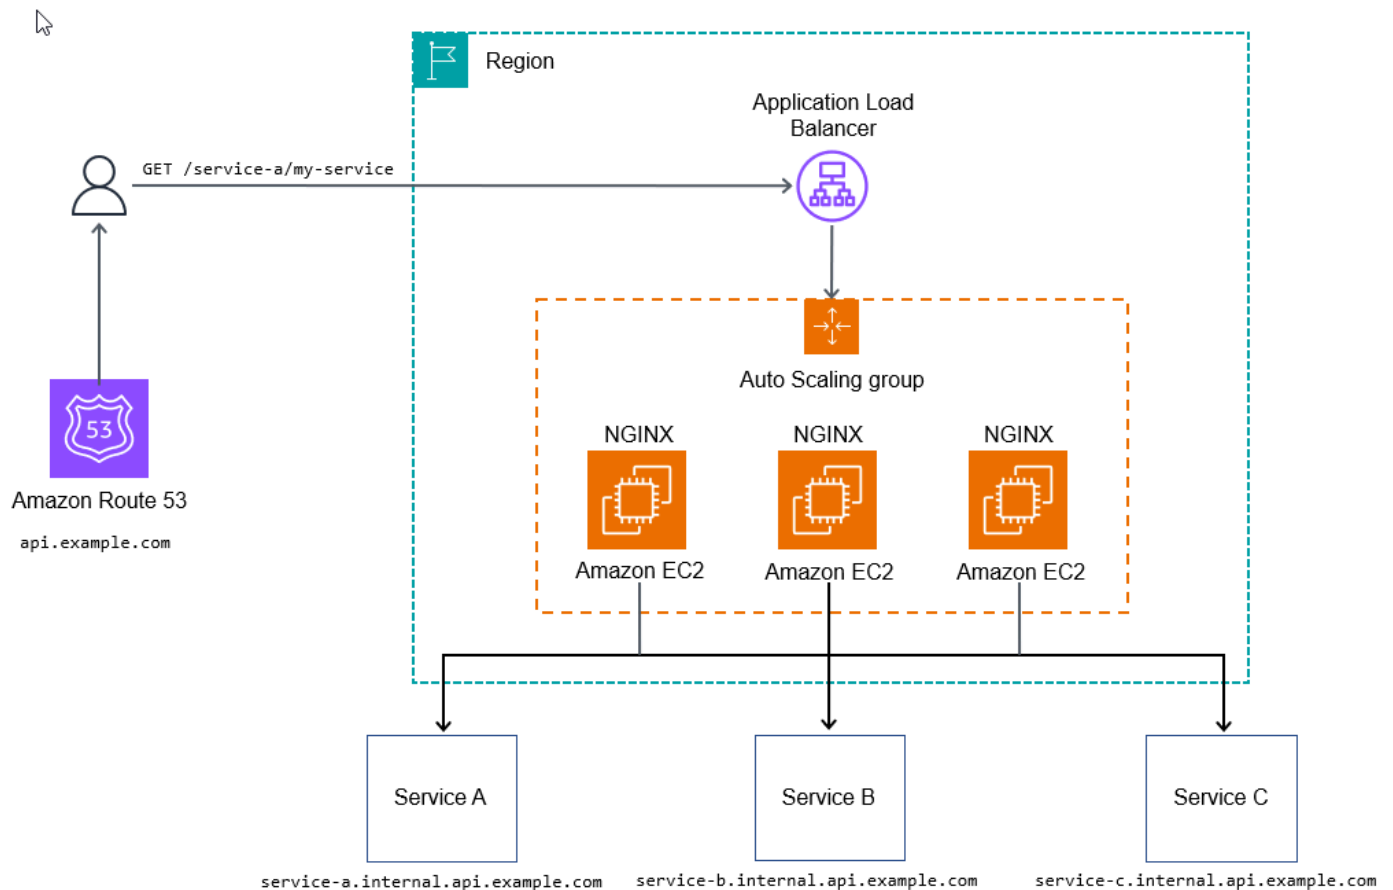 Region
Application Load
Balancer
GET /service-a/my-service
Auto Scaling group
NGINX
NGINX
NGINX
53
Amazon Route 53
api.example.com
Amazon EC2
Amazon EC2
Amazon EC2
Service A
Service B
Service C
service-a.internal.api.example.com
service-b.internal.api.example.com
service-c.internal.api.example.com